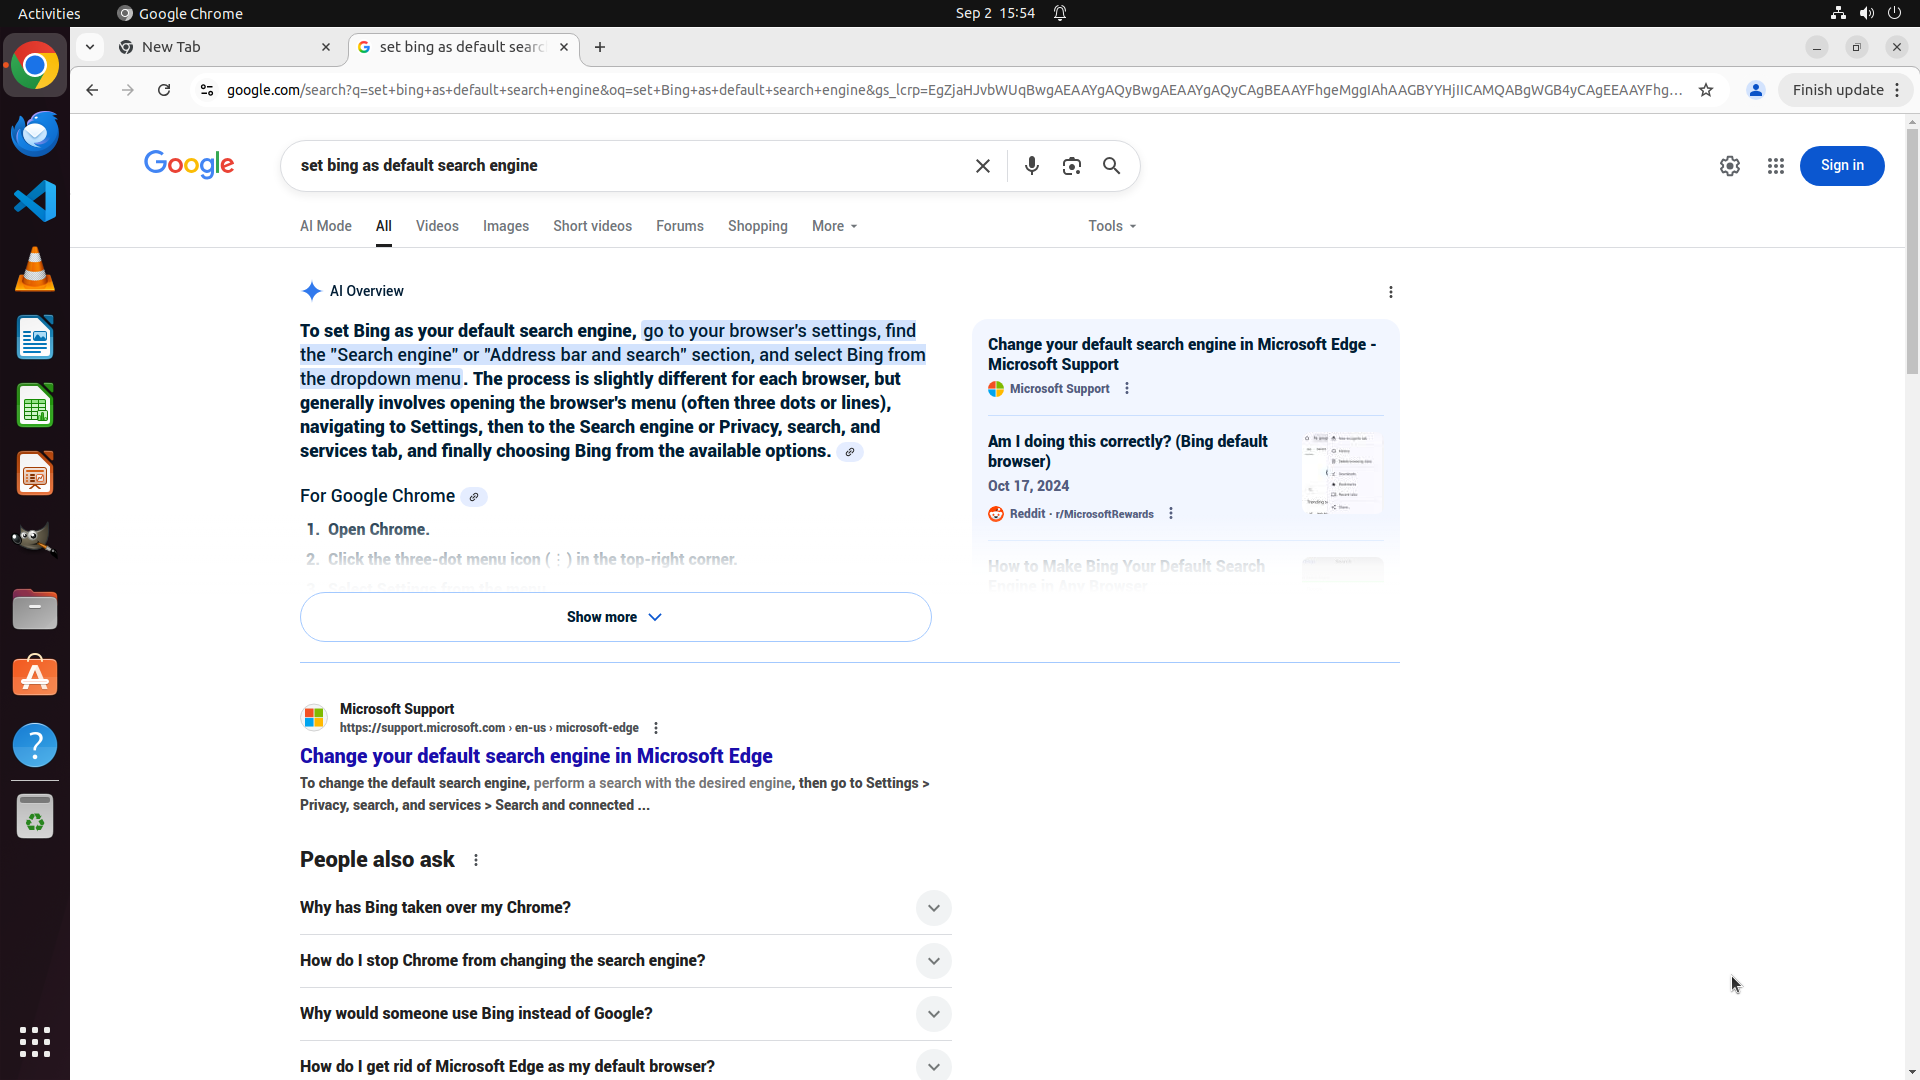 Activities
Google Chrome
Sep 2 15:54
New Tab
set bing as default searc
google.com/search?q=set+bing+as+default+search+engine&oq=set+Bing+as+default+search+engine&gs_lcrp=EgZjaHJvbWUqBwgAEAAYgAQyBwgAEAAYgAQyCAgBEAAYFhgeMggIAhAAGBYYHjIICAMQABgWGB4yCAgEEAAYFhg...
Finish update
Google
set bing as default search engine
Sign in
AI Mode
All
Videos
Images
Short videos
Forums
Shopping
More
Tools
AI Overview
To set Bing as your default search engine, go to your browser's settings, find
the "Search engine" or "Address bar and search" section, and select Bing from
the dropdown menu. The process is slightly different for each browser, but
generally involves opening the browser's menu (often three dots or lines),
navigating to Settings, then to the Search engine or Privacy, search, and
services tab, and finally choosing Bing from the available options.
For Google Chrome
1. Open Chrome.
2. Click the three-dot menu icon (⋮) in the top-right corner.
3. Select Settings from the menu.
Show more
Change your default search engine in Microsoft Edge -
Microsoft Support
Microsoft Support
Am I doing this correctly? (Bing default
browser)
Oct 17, 2024
Reddit · r/MicrosoftRewards
How to Make Bing Your Default Search
Engine in Any Browser
Microsoft Support
https://support.microsoft.com › en-us › microsoft-edge
Change your default search engine in Microsoft Edge
To change the default search engine, perform a search with the desired engine, then go to Settings >
Privacy, search, and services > Search and connected ...
People also ask
Why has Bing taken over my Chrome?
How do I stop Chrome from changing the search engine?
Why would someone use Bing instead of Google?
How do I get rid of Microsoft Edge as my default browser?